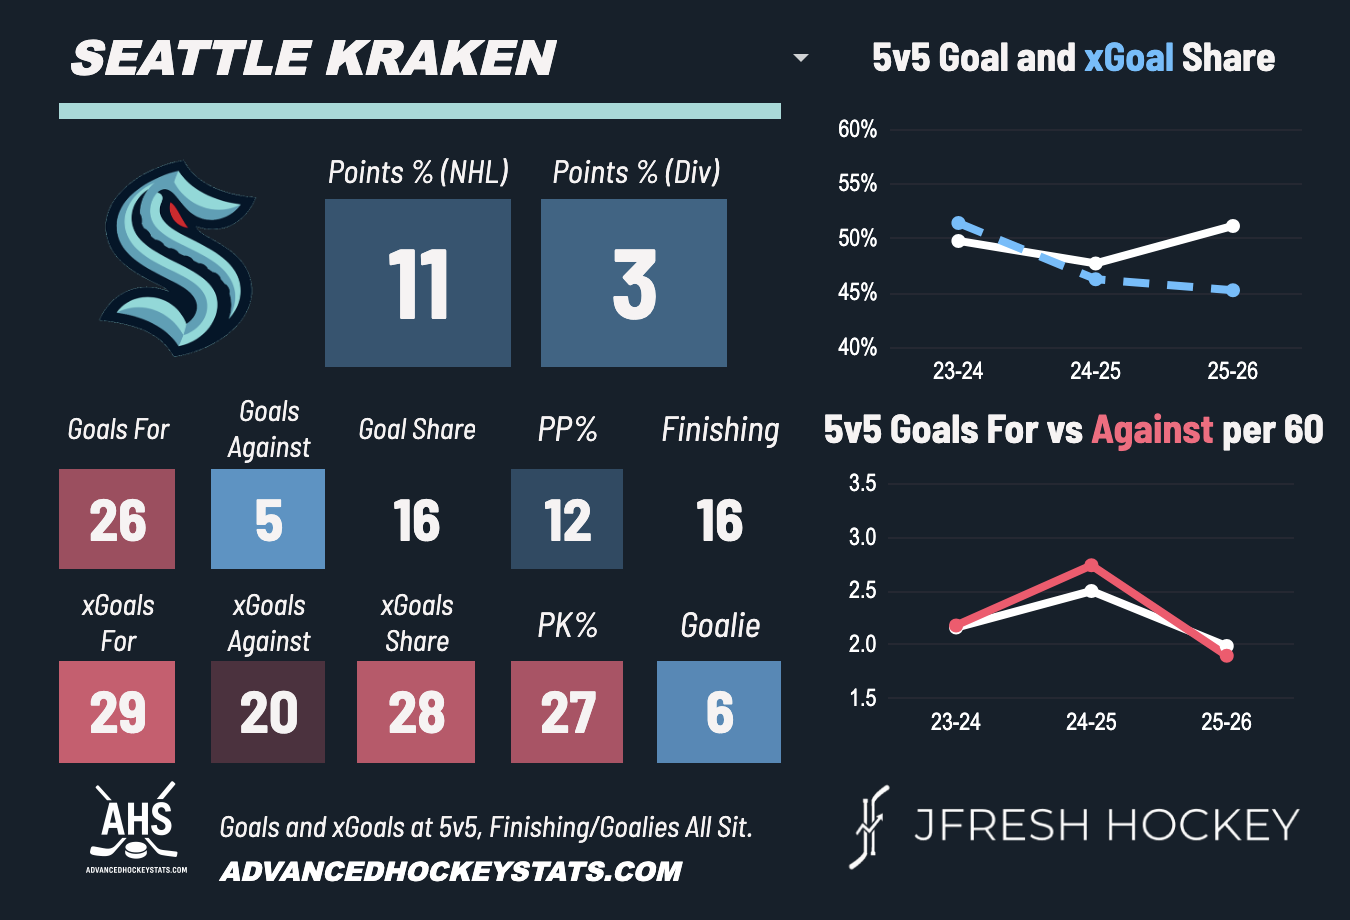 SEATTLE KRAKEN
Points % (NHL) Points % (Div)
11 3
Goals For Goals Against Goal Share PP% Finishing
26 5 16 12 16
xGoals For xGoals Against xGoals Share PK% Goalie
29 20 28 27 6
AHS
ADVANCEDHOCKEYSTATS.COM
Goals and xGoals at 5v5, Finishing/Goalies All Sit.
ADVANCEDHOCKEYSTATS.COM
5v5 Goal and xGoal Share
60%
55%
50%
45%
40%
23-24 24-25 25-26
5v5 Goals For vs Against per 60
3.5
3.0
2.5
2.0
1.5
23-24 24-25 25-26
JFRESH HOCKEY